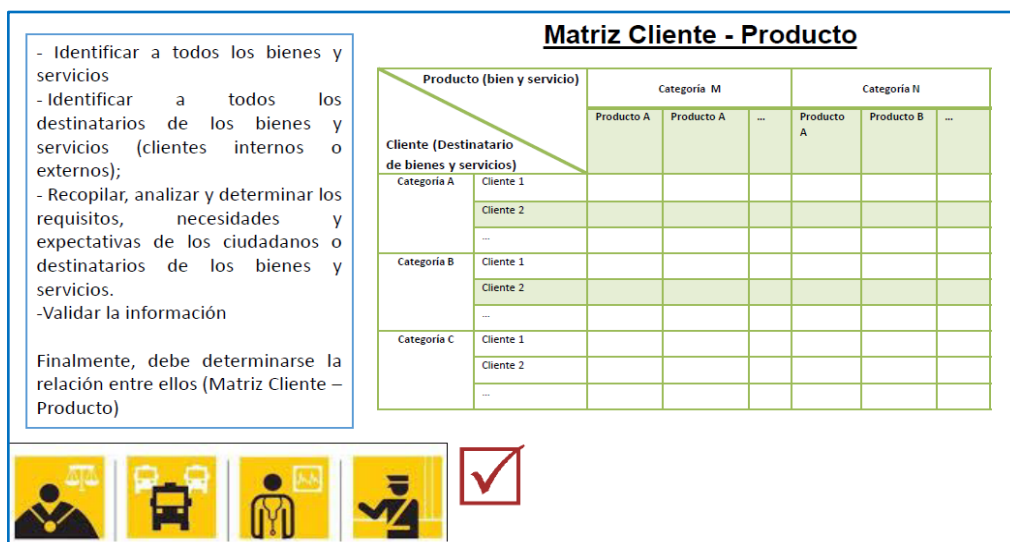 - Identificar a todos los bienes y
servicios
- Identificar a todos los
destinatarios de los bienes y
servicios (clientes internos o
externos);
- Recopilar, analizar y determinar los
requisitos, necesidades y
expectativas de los ciudadanos o
destinatarios de los bienes y
servicios.
-Validar la información
Finalmente, debe determinarse la
relación entre ellos (Matriz Cliente –
Producto)
Matriz Cliente - Producto
Producto (bien y servicio)
Cliente (Destinatario
de bienes y servicios)
Categoría M
Categoría N
Producto A
Producto A
...
Producto
A
Producto B
...
Categoría A
Cliente 1
Cliente 2
...
Categoría B
Cliente 1
Cliente 2
...
Categoría C
Cliente 1
Cliente 2
...